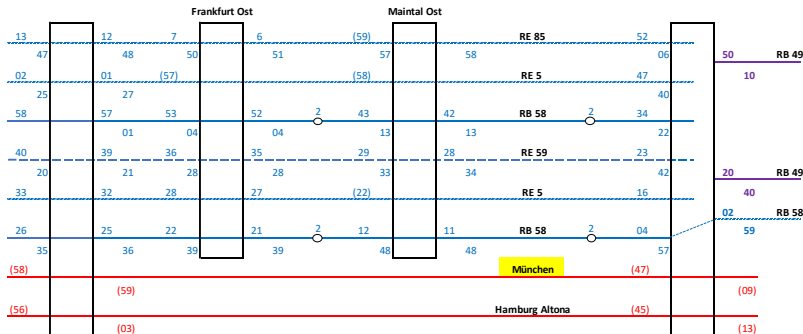 Frankfurt Ost Maintal Ost
13 12 7 6 (59) RE 85 52
47 48 50 51 57 58 06 50 RB 49
02 01 (57) (58) RE 5 47 10
25 27 40
58 57 53 52 2 43 42 RB 58 2 34
01 04 04 13 13 22
40 39 36 35 29 28 RE 59 23
20 21 28 28 33 34 42 20 RB 49
33 32 28 27 (22) RE 5 16 40
02 RB 58
26 25 22 21 2 12 11 RB 58 2 04 59
35 36 39 39 48 48 57
(58) München (47)
(59) (09)
(56) Hamburg Altona (45)
(03) (13)